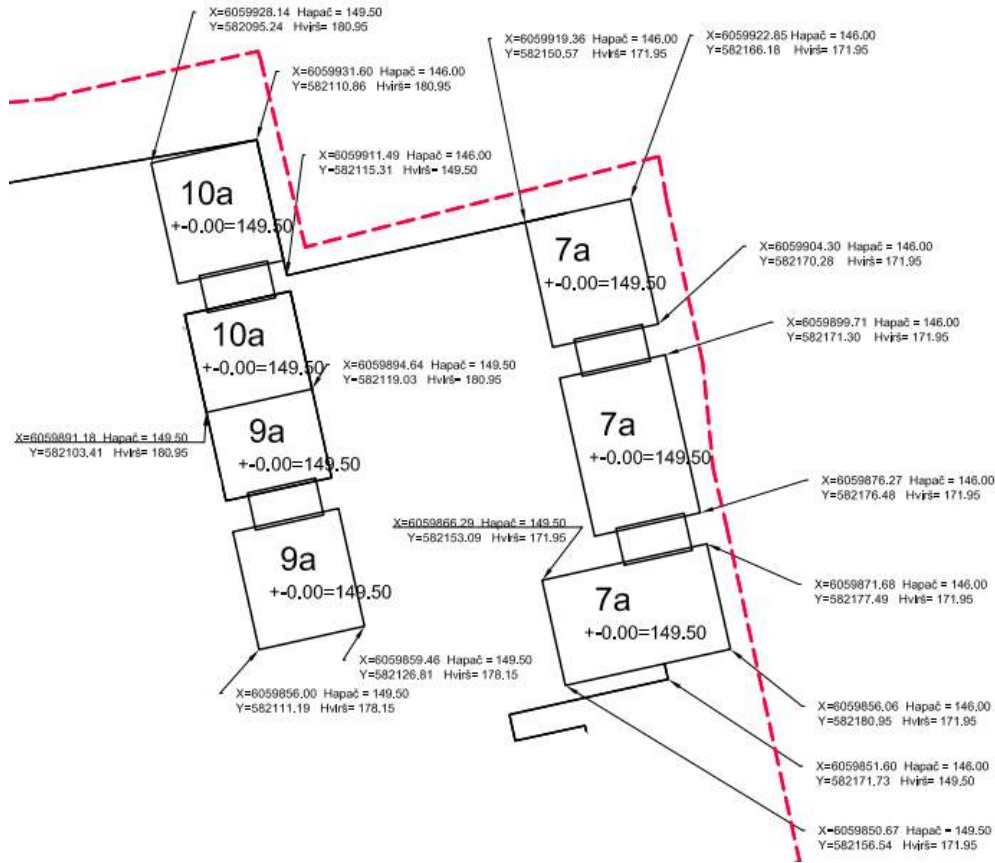 X=6059928.14 Hapač = 149.50
Y=582095.24 Hvirš= 180.95
X=6059931.60 Hapač = 146.00
Y=582110.86 Hvirš= 180.95
X=6059911.49 Hapač = 146.00
Y=582115.31 Hvirš= 149.50
X=6059919.36 Hapač = 146.00
Y=582150.57 Hvirš= 171.95
X=6059922.85 Hapač = 146.00
Y=582166.18 Hvirš= 171.95
10a
+-0.00=149.50
7a
+-0.00=149.50
X=6059904.30 Hapač = 146.00
Y=582170.28 Hvirš= 171.95
10a
+-0.00=149.50
X=6059899.71 Hapač = 146.00
Y=582171.30 Hvirš= 171.95
X=6059894.64 Hapač = 149.50
Y=582119.03 Hvirš= 180.95
X=6059891.18 Hapač = 149.50
Y=582103.41 Hvirš= 180.95
9a
+-0.00=149.50
7a
+-0.00=149.50
X=6059876.27 Hapač = 146.00
Y=582176.48 Hvirš= 171.95
X=6059866.29 Hapač = 149.50
Y=582153.09 Hvirš= 171.95
9a
+-0.00=149.50
7a
+-0.00=149.50
X=6059871.68 Hapač = 146.00
Y=582177.49 Hvirš= 171.95
X=6059859.46 Hapač = 149.50
Y=582126.81 Hvirš= 178.15
X=6059856.00 Hapač = 149.50
Y=582111.19 Hvirš= 178.15
X=6059856.06 Hapač = 146.00
Y=582180.95 Hvirš= 171.95
X=6059851.60 Hapač = 146.00
Y=582171.73 Hvirš= 149.50
X=6059850.67 Hapač = 149.50
Y=582156.54 Hvirš= 171.95